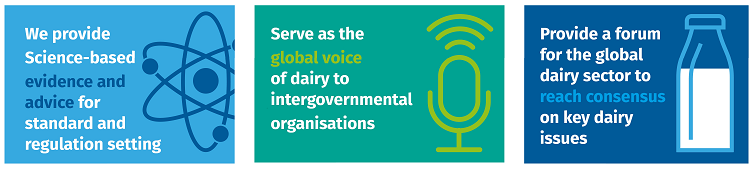 We provide
Science-based
evidence and
advice for
standard and
regulation setting
Serve as the
global voice
of dairy to
intergovernmental
organisations
Provide a forum
for the global
dairy sector to
reach consensus
on key dairy
issues